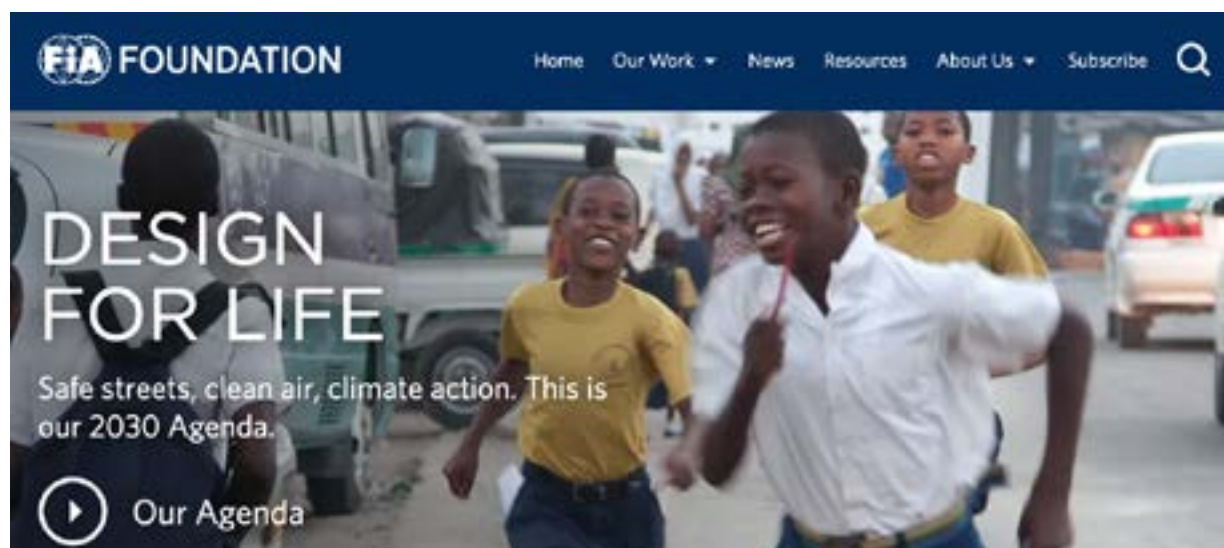 FiA FOUNDATION
Home Our Work News Resources About Us Subscribe
DESIGN
FOR LIFE
Safe streets, clean air, climate action. This is
our 2030 Agenda.
Our Agenda